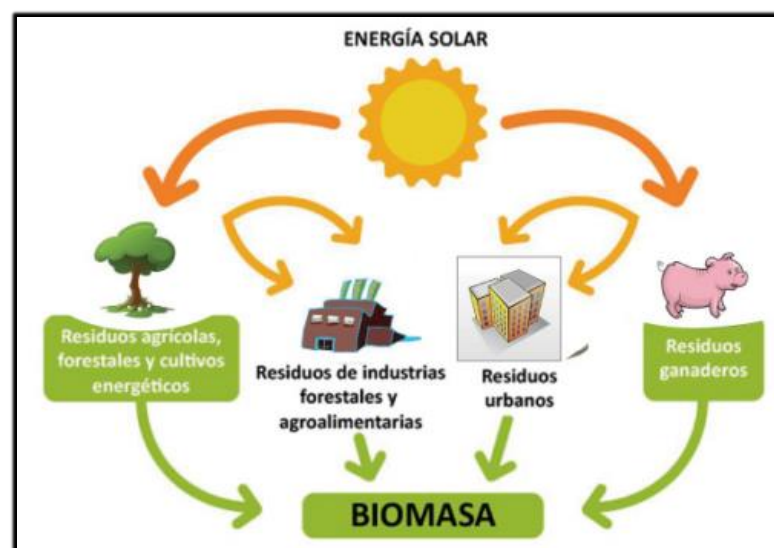 ENERGÍA SOLAR
Residuos agrícolas,
forestales y cultivos
energéticos
Residuos de industrias
forestales y
agroalimentarias
Residuos
urbanos
Residuos
ganaderos
BIOMASA